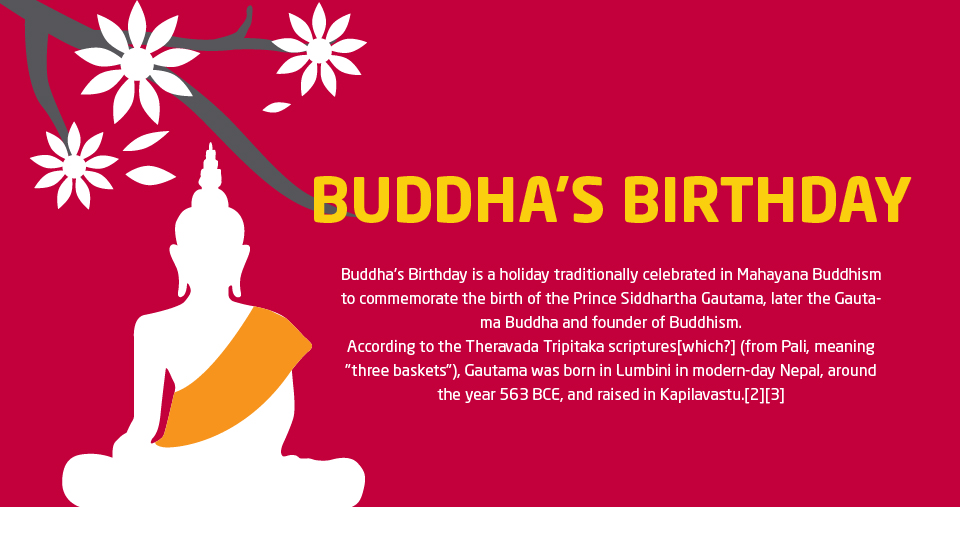 BUDDHA'S BIRTHDAY
Buddha's Birthday is a holiday traditionally celebrated in Mahayana Buddhism
to commemorate the birth of the Prince Siddhartha Gautama, later the Gauta-
ma Buddha and founder of Buddhism.
According to the Theravada Tripitaka scriptures[which?] (from Pali, meaning
"three baskets"), Gautama was born in Lumbini in modern-day Nepal, around
the year 563 BCE, and raised in Kapilavastu.[2][3]